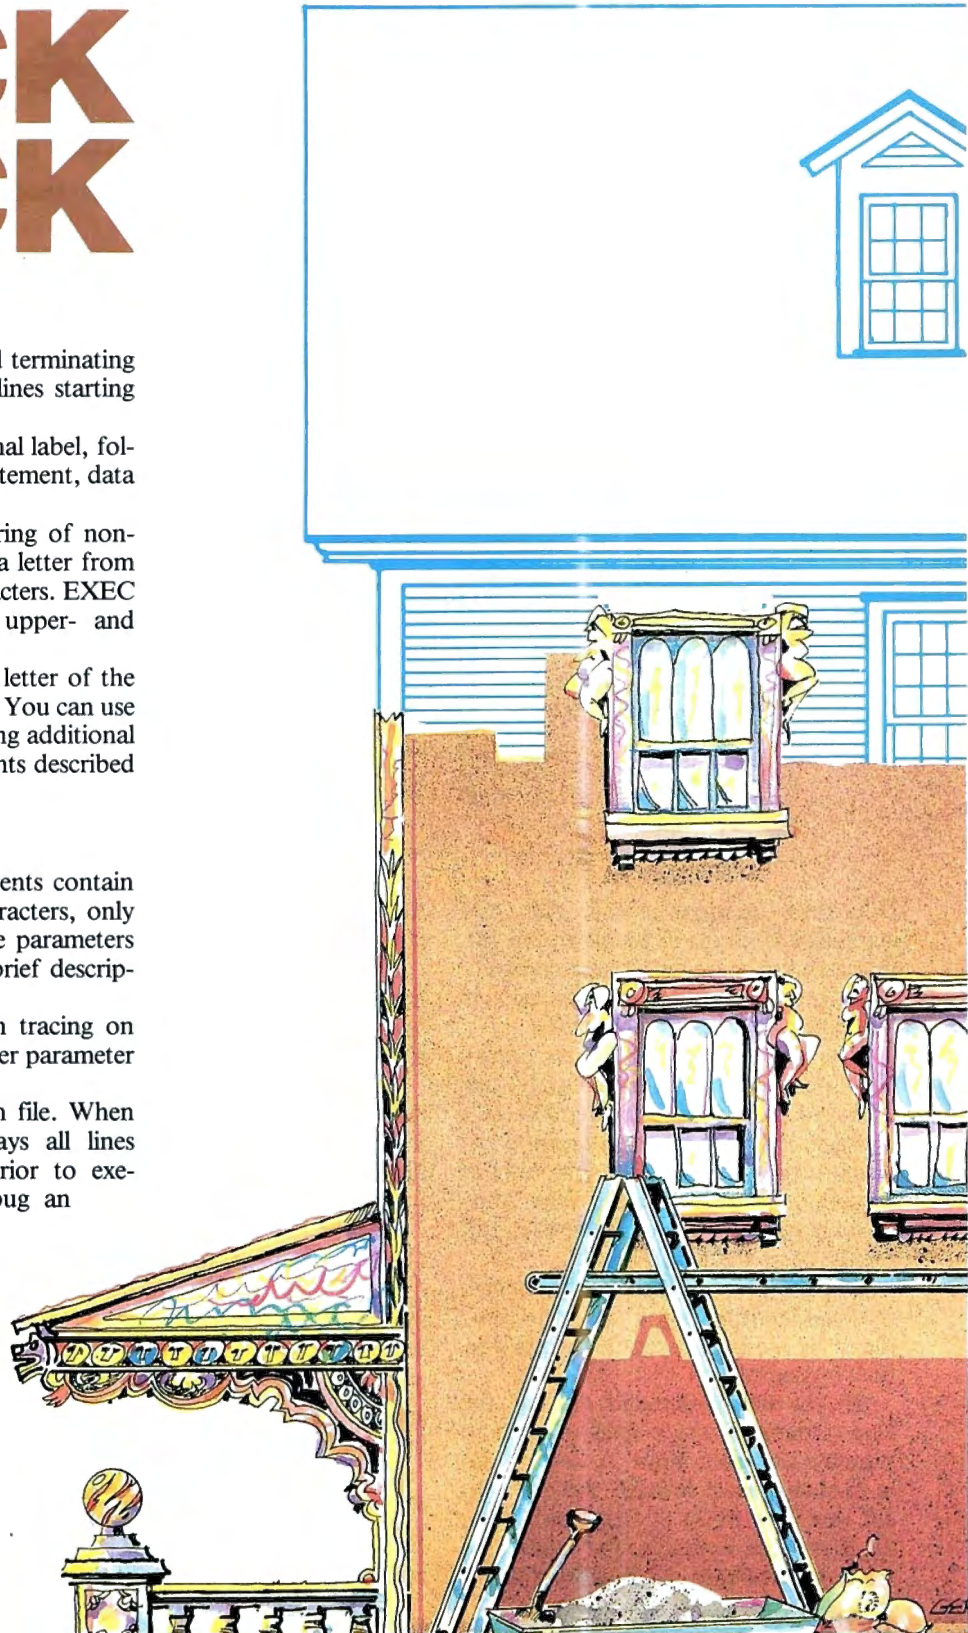 CK
CK
terminating
lines starting
nal label, fol-
tement, data
ring of non-
a letter from
cters. EXEC
upper- and
letter of the
You can use
ng additional
nts described
ents contain
racters, only
e parameters
brief descrip-
n tracing on
er parameter
n file. When
ays all lines
rior to exe-
bug an